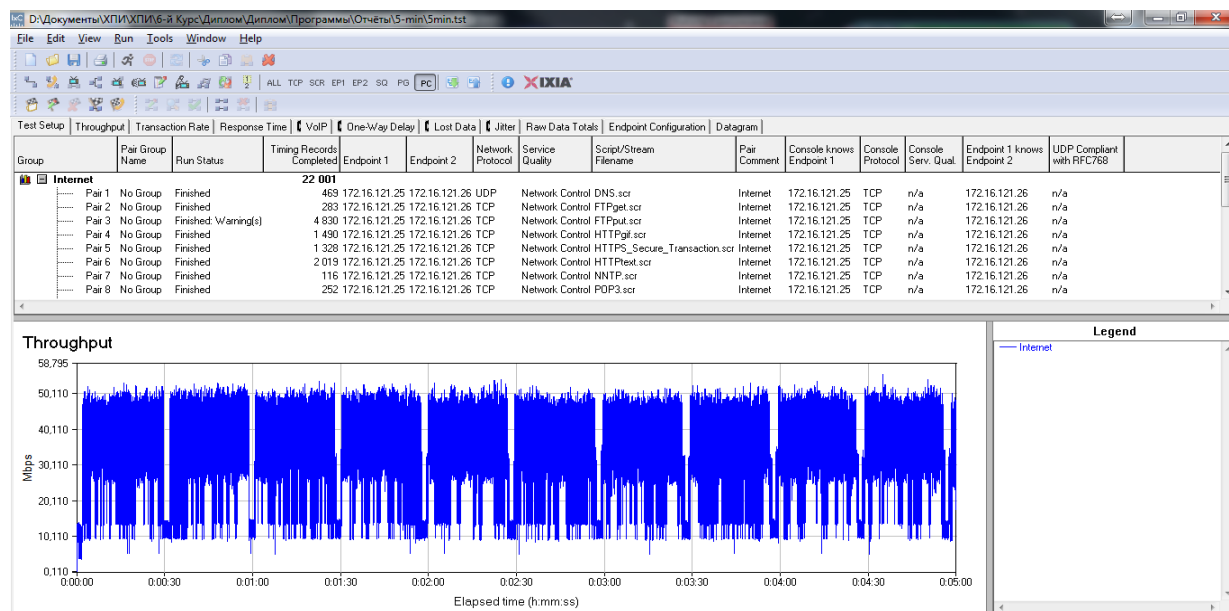 D:\Документы\ХПИ\ХПИ\6-й Курс\Диплом\Диплом\Программы\Отчёты\5-min\5min.tst
File Edit View Run Tools Window Help
ALL TCP SCR EP1 EP2 SQ PG PC IXIA
Test Setup Throughput Transaction Rate Response Time VoIP One-Way Delay Lost Data Jitter Raw Data Totals Endpoint Configuration Datagram
Group Pair Group Name Run Status Timing Records Completed Endpoint 1 Endpoint 2 Network Protocol Service Quality Script/Stream Filename Pair Comment Console knows Endpoint 1 Console Protocol Console Serv. Qual. Endpoint 1 knows Endpoint 2 UDP Compliant with RFC768
Internet 22 001
Pair 1 No Group Finished 469 172.16.121.25 172.16.121.26 UDP Network Control DNS.scr Internet 172.16.121.25 TCP n/a 172.16.121.26 n/a
Pair 2 No Group Finished 283 172.16.121.25 172.16.121.26 TCP Network Control FTPget.scr Internet 172.16.121.25 TCP n/a 172.16.121.26 n/a
Pair 3 No Group Finished: Warning(s) 4 830 172.16.121.25 172.16.121.26 TCP Network Control FTPput.scr Internet 172.16.121.25 TCP n/a 172.16.121.26 n/a
Pair 4 No Group Finished 1 490 172.16.121.25 172.16.121.26 TCP Network Control HTTPgif.scr Internet 172.16.121.25 TCP n/a 172.16.121.26 n/a
Pair 5 No Group Finished 1 328 172.16.121.25 172.16.121.26 TCP Network Control HTTPS_Secure_Transaction.scr Internet 172.16.121.25 TCP n/a 172.16.121.26 n/a
Pair 6 No Group Finished 2 019 172.16.121.25 172.16.121.26 TCP Network Control HTTPtext.scr Internet 172.16.121.25 TCP n/a 172.16.121.26 n/a
Pair 7 No Group Finished 116 172.16.121.25 172.16.121.26 TCP Network Control NNTP.scr Internet 172.16.121.25 TCP n/a 172.16.121.26 n/a
Pair 8 No Group Finished 252 172.16.121.25 172.16.121.26 TCP Network Control POP3.scr Internet 172.16.121.25 TCP n/a 172.16.121.26 n/a
Throughput
58,795
50,110
40,110
30,110
20,110
10,110
0,110
Mbps
0:00:00 0:00:30 0:01:00 0:01:30 0:02:00 0:02:30 0:03:00 0:03:30 0:04:00 0:04:30 0:05:00
Elapsed time (h:mm:ss)
Legend
Internet